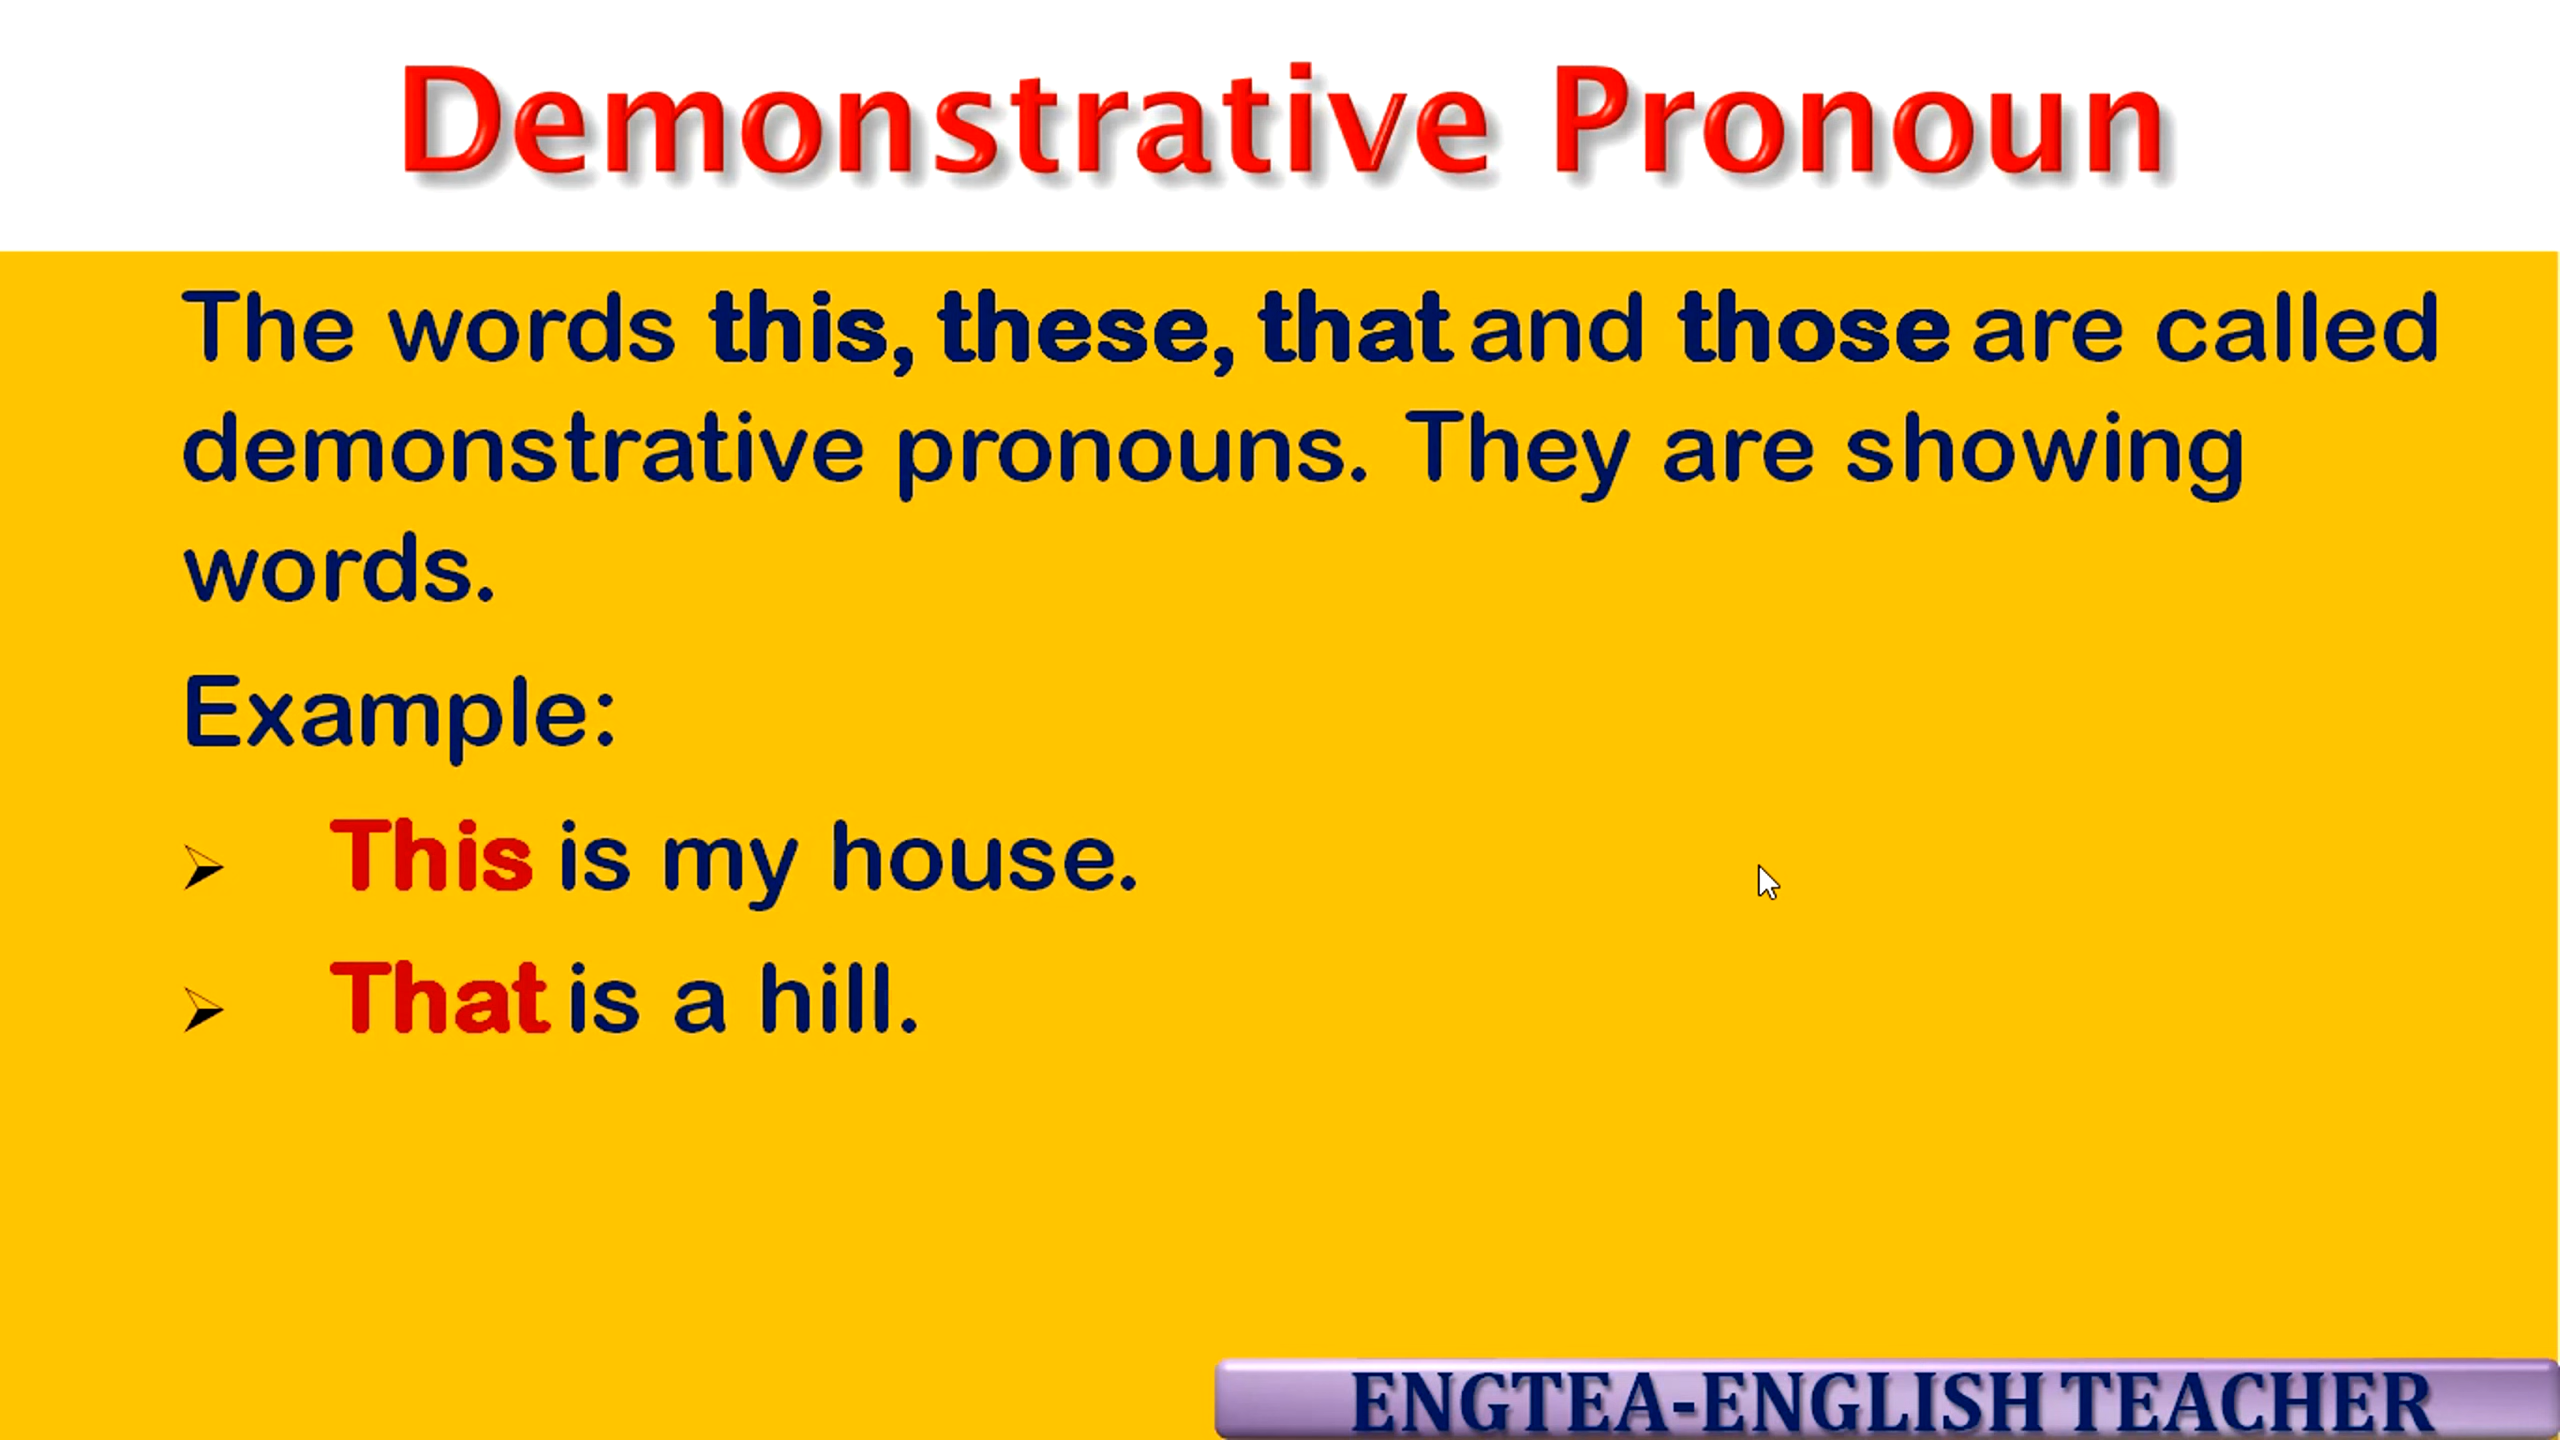 Demonstrative Pronoun
The words this, these, that and those are called
demonstrative pronouns. They are showing
words.
Example:
This is my house.
That is a hill.
ENGTEA-ENGLISH TEACHER